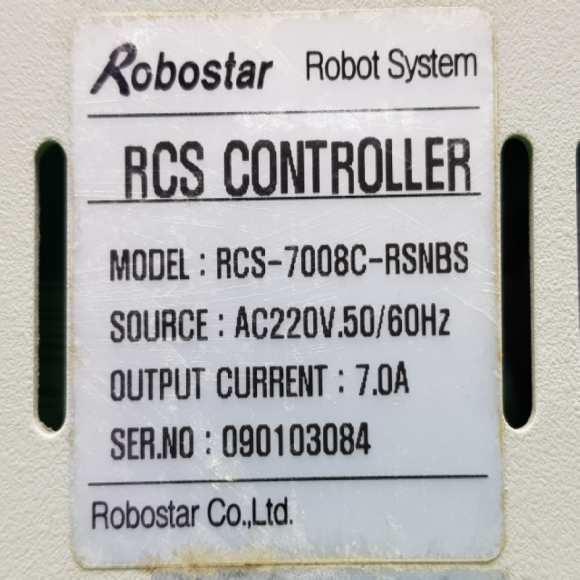 Robostar Robot System
RCS CONTROLLER
MODEL : RCS-7008C-RSNBS
SOURCE : AC220V.50/60Hz
OUTPUT CURRENT : 7.0A
SER.NO : 090103084
Robostar Co.,Ltd.